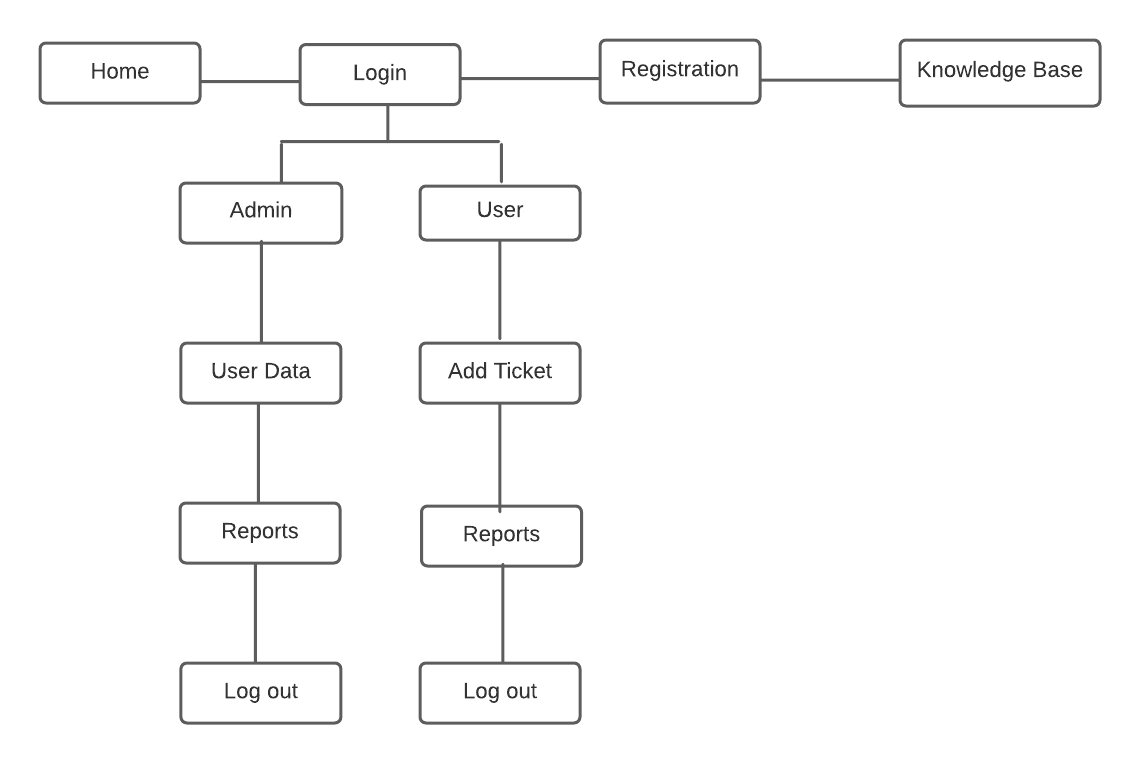 Home
Login
Registration
Knowledge Base
Admin
User
User Data
Add Ticket
Reports
Reports
Log out
Log out